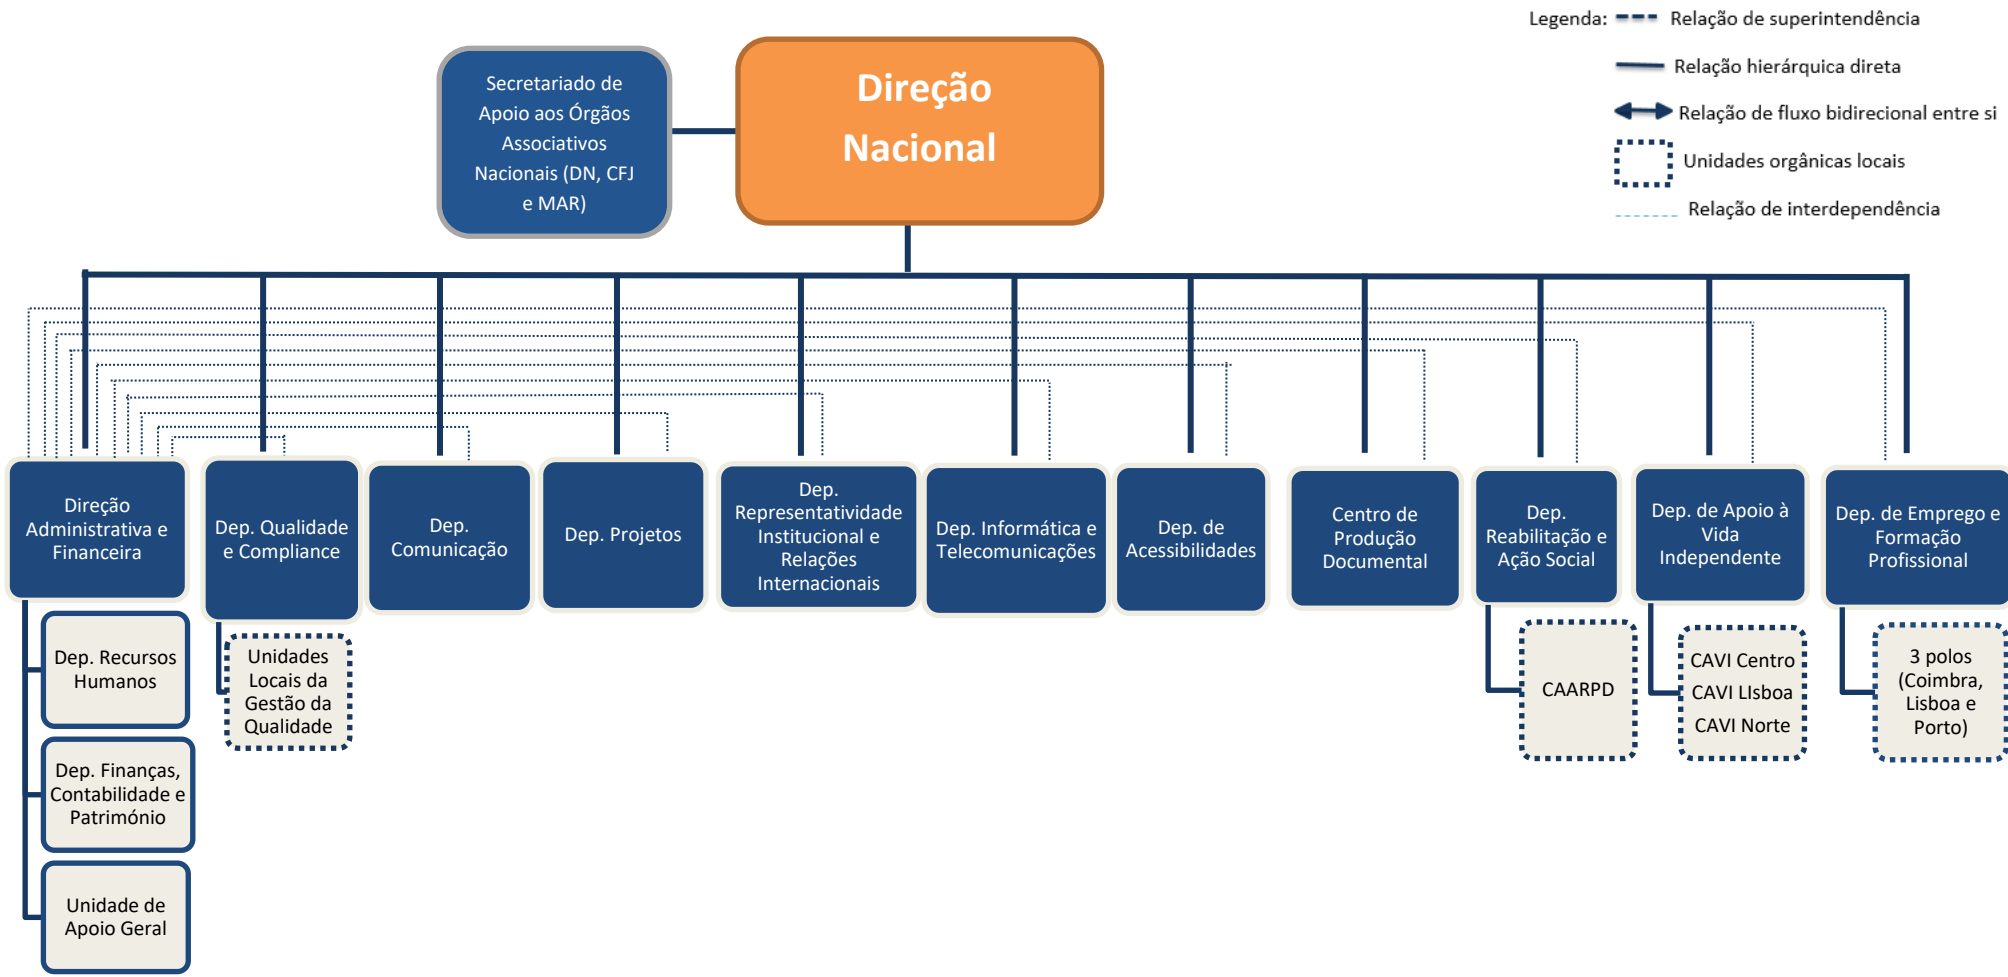 Legenda:
Relação de superintendência
Relação hierárquica direta
Relação de fluxo bidirecional entre si
Unidades orgânicas locais
Relação de interdependência
Secretariado de
Apoio aos Órgãos
Associativos
Nacionais (DN, CFJ
e MAR)
Direção
Nacional
Direção
Administrativa e
Financeira
Dep. Qualidade
e Compliance
Dep.
Comunicação
Dep. Projetos
Dep.
Representatividade
Institucional e
Relações
Internacionais
Dep. Informática e
Telecomunicações
Dep. de
Acessibilidades
Centro de
Produção
Documental
Dep.
Reabilitação e
Ação Social
Dep. de Apoio à
Vida
Independente
Dep. de Emprego e
Formação
Profissional
Dep. Recursos
Humanos
Dep. Finanças,
Contabilidade e
Património
Unidade de
Apoio Geral
Unidades
Locais da
Gestão da
Qualidade
CAARPD
CAVI Centro
CAVI LIsboa
CAVI Norte
3 polos
(Coimbra,
Lisboa e
Porto)